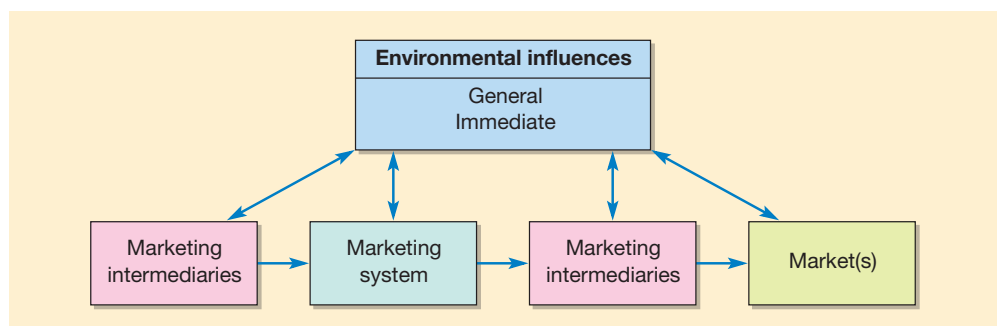 Environmental influences
General
Immediate
Marketing
intermediaries
Marketing
system
Marketing
intermediaries
Market(s)